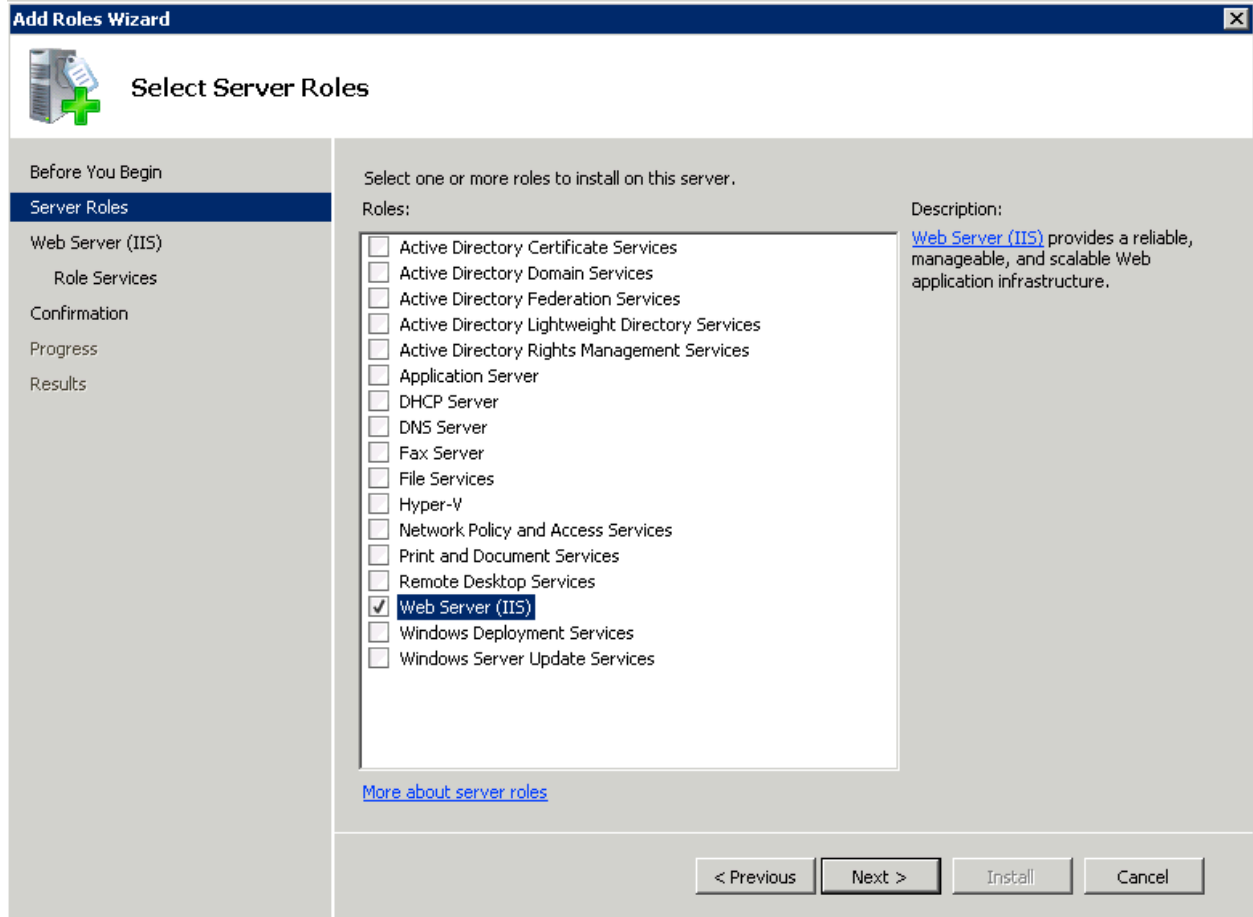 Add Roles Wizard
Select Server Roles
Before You Begin
Server Roles
Web Server (IIS)
Role Services
Confirmation
Progress
Results
Select one or more roles to install on this server.
Roles:
Active Directory Certificate Services
Active Directory Domain Services
Active Directory Federation Services
Active Directory Lightweight Directory Services
Active Directory Rights Management Services
Application Server
DHCP Server
DNS Server
Fax Server
File Services
Hyper-V
Network Policy and Access Services
Print and Document Services
Remote Desktop Services
Web Server (IIS)
Windows Deployment Services
Windows Server Update Services
More about server roles
Description:
Web Server (IIS) provides a reliable,
manageable, and scalable Web
application infrastructure.
< Previous
Next >
Install
Cancel